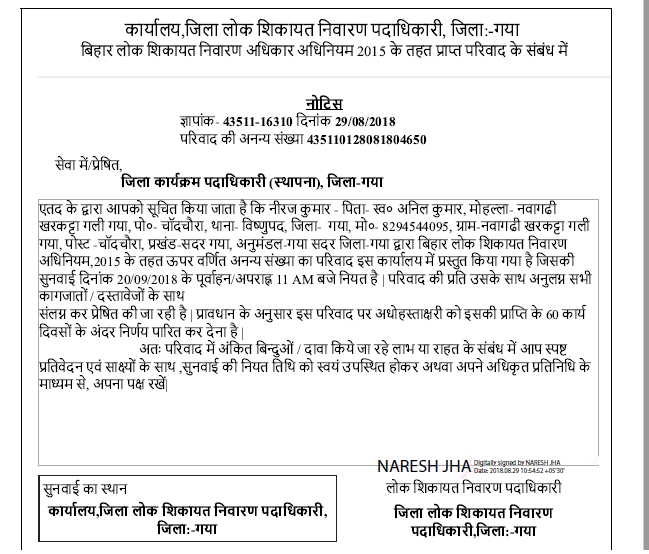 कार्यालय,जिला लोक शिकायत निवारण पदाधिकारी, जिला:-गया
बिहार लोक शिकायत निवारण अधिकार अधिनियम 2015 के तहत प्राप्त परिवाद के संबंध में
नोटिस
ज्ञापांक- 43511-16310 दिनांक 29/08/2018
परिवाद की अनन्य संख्या 435110128081804650
सेवा में/प्रेषित,
जिला कार्यक्रम पदाधिकारी (स्थापना), जिला-गया
एतद के द्वारा आपको सूचित किया जाता है कि नीरज कुमार - पिता- स्व० अनिल कुमार, मोहल्ला- नवागढी
खरकट्टा गली गया, पो०- चॉदचौरा, थाना- विष्णुपद, जिला- गया, मो०- 8294544095, ग्राम-नवागढी खरकट्टा गली
गया, पोस्ट -चॉदचौरा, प्रखंड-सदर गया, अनुमंडल-गया सदर जिला-गया द्वारा बिहार लोक शिकायत निवारण
अधिनियम,2015 के तहत ऊपर वर्णित अनन्य संख्या का परिवाद इस कार्यालय में प्रस्तुत किया गया है जिसकी
सुनवाई दिनांक 20/09/2018 के पूर्वाहन/अपराह्न 11 AM बजे नियत है | परिवाद की प्रति उसके साथ अनुलग्न सभी
कागजातों / दस्तावेजों के साथ
संलग्न कर प्रेषित की जा रही है | प्रावधान के अनुसार इस परिवाद पर अधोहस्ताक्षरी को इसकी प्राप्ति के 60 कार्य
दिवसों के अंदर निर्णय पारित कर देना है |
अतः परिवाद में अंकित बिन्दुओं / दावा किये जा रहे लाभ या राहत के संबंध में आप स्पष्ट
प्रतिवेदन एवं साक्ष्यों के साथ ,सुनवाई की नियत तिथि को स्वयं उपस्थित होकर अथवा अपने अधिकृत प्रतिनिधि के
माध्यम से, अपना पक्ष रखें|
NARESH JHA Digitally signed by NARESH JHA
Date: 2018.08.29 10:54:52 +05'30'
सुनवाई का स्थान
कार्यालय,जिला लोक शिकायत निवारण पदाधिकारी,
जिला:-गया
लोक शिकायत निवारण पदाधिकारी
जिला लोक शिकायत निवारण
पदाधिकारी,जिला:-गया